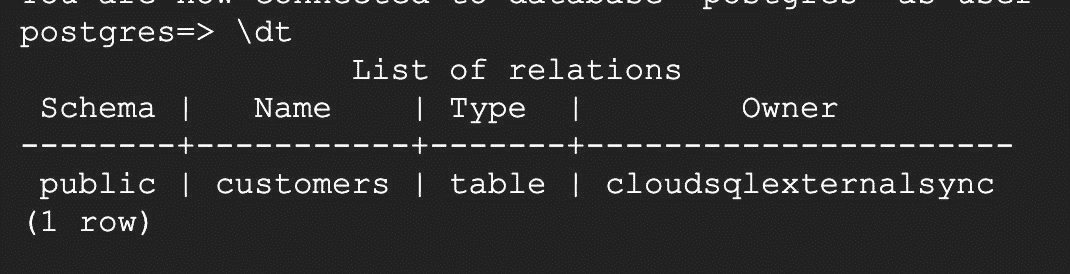 You are now connected to database "postgres" as user
postgres=> \dt
                 List of relations
 Schema |   Name    | Type  |        Owner
--------+-----------+-------+----------------------
 public | customers | table | cloudsqlexternalsync
(1 row)